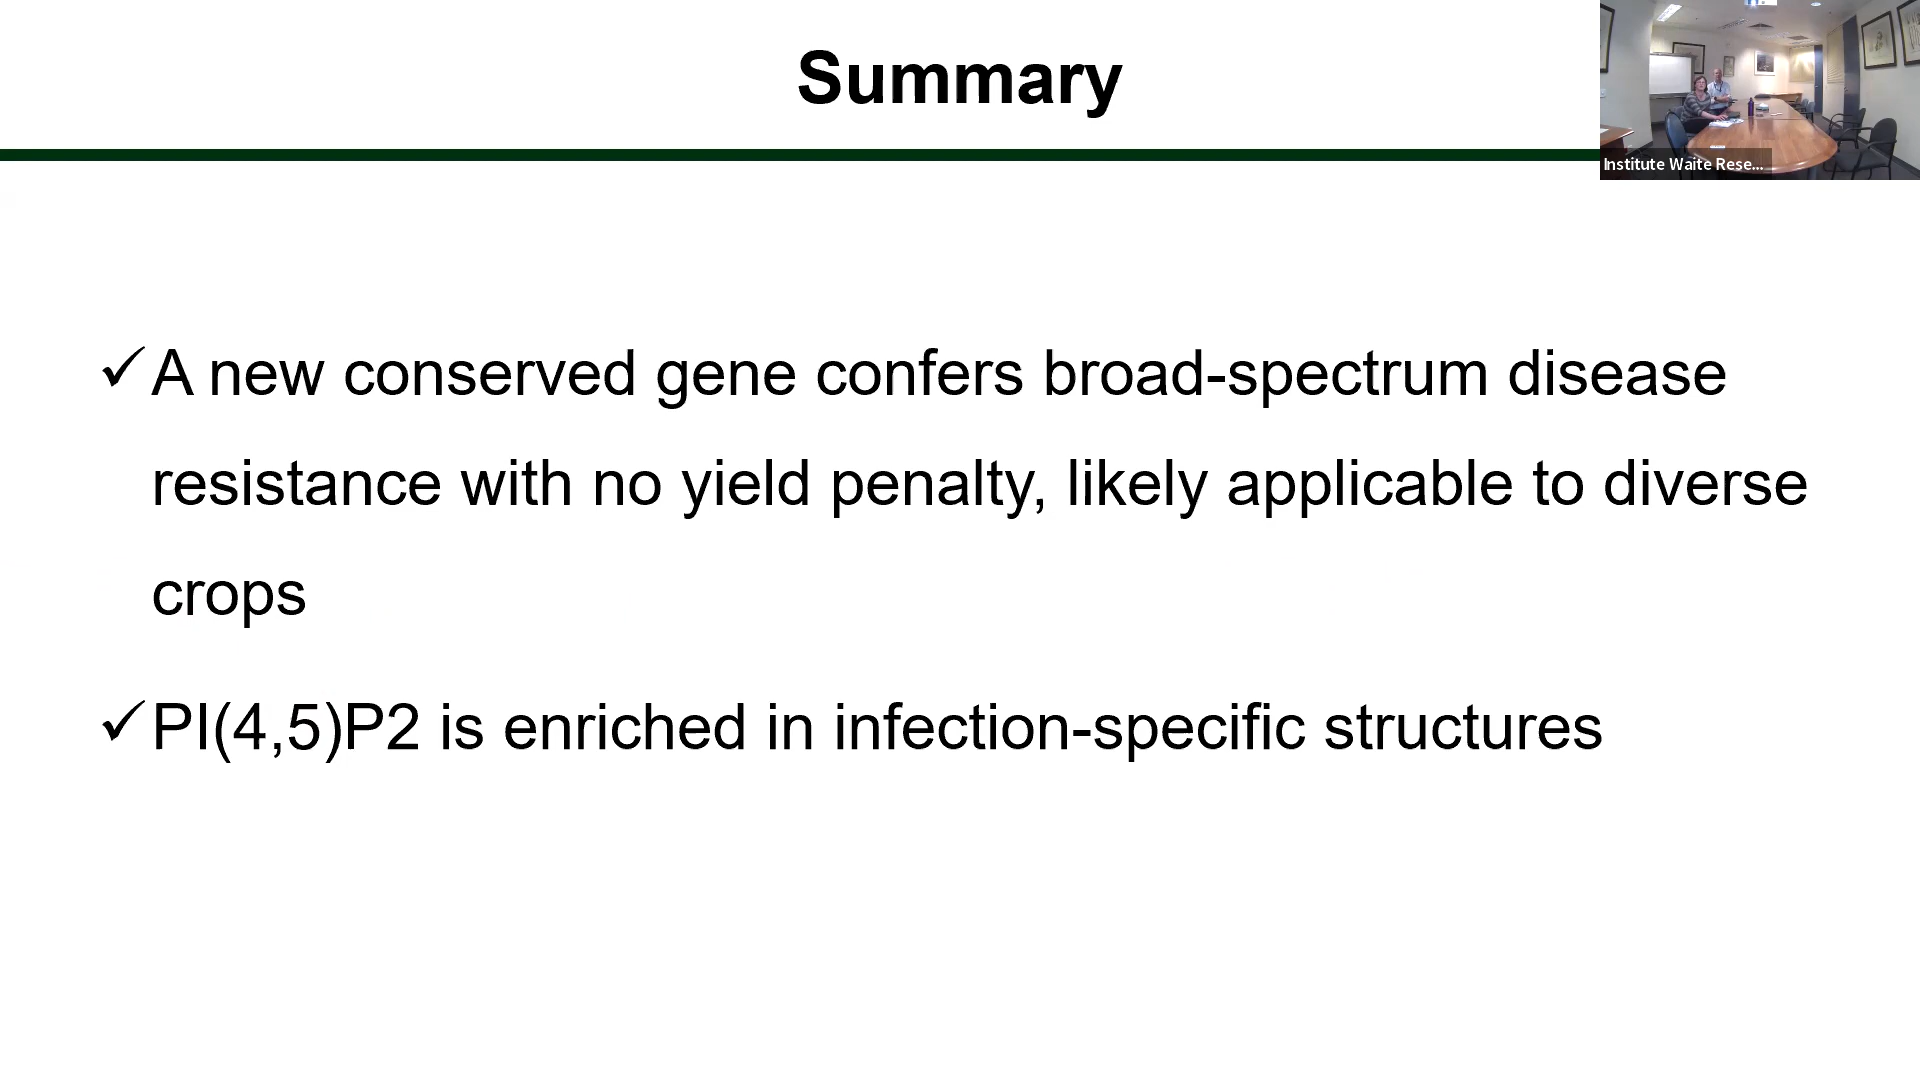 Summary
Institute Waite Rese...
✓A new conserved gene confers broad-spectrum disease
resistance with no yield penalty, likely applicable to diverse
crops
✓PI(4,5)P2 is enriched in infection-specific structures